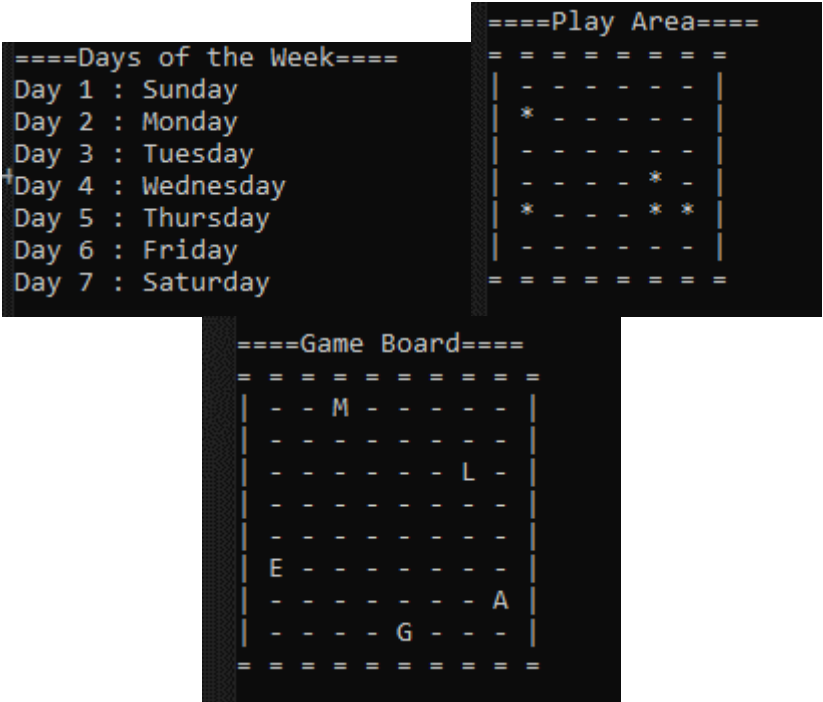 ====Days of the Week====
Day 1 : Sunday
Day 2 : Monday
Day 3 : Tuesday
Day 4 : Wednesday
Day 5 : Thursday
Day 6 : Friday
Day 7 : Saturday
====Play Area====
= = = = = = = =
| - - - - - - |
| * - - - - - |
| - - - - - - |
| - - - - * - |
| * - - - * * |
| - - - - - - |
= = = = = = = =
====Game Board====
= = = = = = = = = =
| - - M - - - - - |
| - - - - - - - - |
| - - - - - - L - |
| - - - - - - - - |
| - - - - - - - - |
| E - - - - - - - |
| - - - - - - - A |
| - - - - G - - - |
= = = = = = = = = =